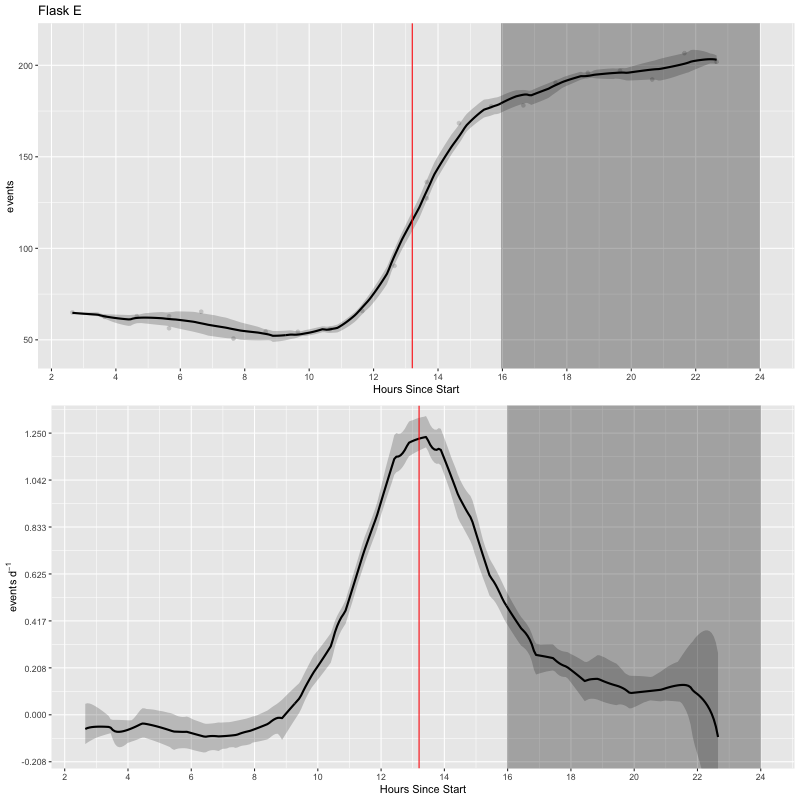 Flask E
200
150
100
50
events
2 4 6 8 10 12 14 16 18 20 22 24
Hours Since Start
1.250
1.042
0.833
0.625
0.417
0.208
0.000
-0.208
events d⁻¹
2 4 6 8 10 12 14 16 18 20 22 24
Hours Since Start